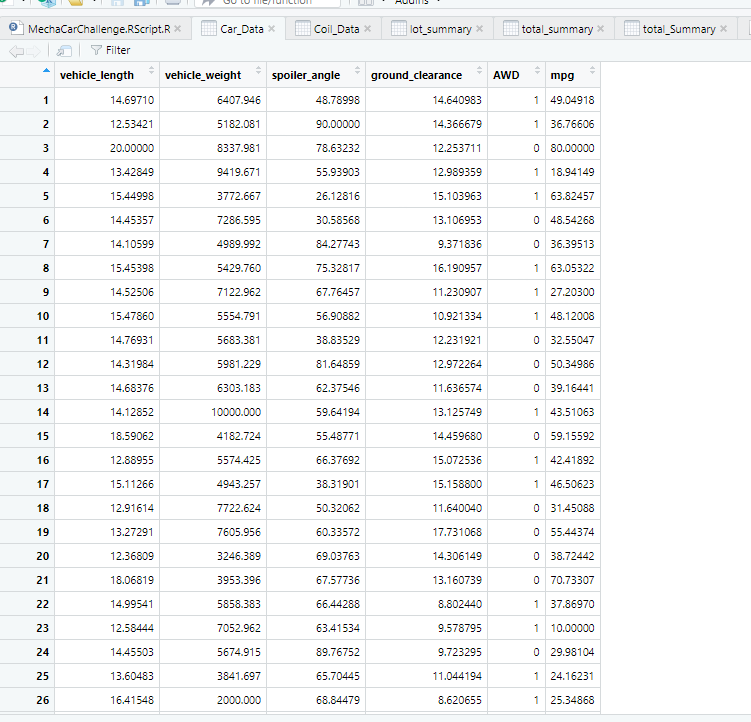 Go to file/function Addins
MechaCarChallenge.RScript.R × Car_Data × Coil_Data × lot_summary × total_summary × total_Summary ×
Filter
vehicle_length vehicle_weight spoiler_angle ground_clearance AWD mpg
1 14.69710 6407.946 48.78998 14.640983 1 49.04918
2 12.53421 5182.081 90.00000 14.366679 1 36.76606
3 20.00000 8337.981 78.63232 12.253711 0 80.00000
4 13.42849 9419.671 55.93903 12.989359 1 18.94149
5 15.44998 3772.667 26.12816 15.103963 1 63.82457
6 14.45357 7286.595 30.58568 13.106953 0 48.54268
7 14.10599 4989.992 84.27743 9.371836 0 36.39513
8 15.45398 5429.760 75.32817 16.190957 1 63.05322
9 14.52506 7122.962 67.76457 11.230907 1 27.20300
10 15.47860 5554.791 56.90882 10.921334 1 48.12008
11 14.76931 5683.381 38.83529 12.231921 0 32.55047
12 14.31984 5981.229 81.64859 12.972264 0 50.34986
13 14.68376 6303.183 62.37546 11.636574 0 39.16441
14 14.12852 10000.000 59.64194 13.125749 1 43.51063
15 18.59062 4182.724 55.48771 14.459680 0 59.15592
16 12.88955 5574.425 66.37692 15.072536 1 42.41892
17 15.11266 4943.257 38.31901 15.158800 1 46.50623
18 12.91614 7722.624 50.32062 11.640040 0 31.45088
19 13.27291 7605.956 60.33572 17.731068 0 55.44374
20 12.36809 3246.389 69.03763 14.306149 0 38.72442
21 18.06819 3953.396 67.57736 13.160739 0 70.73307
22 14.99541 5858.383 66.44288 8.802440 1 37.86970
23 12.58444 7052.962 63.41534 9.578795 1 10.00000
24 14.45503 5674.915 89.76752 9.723295 0 29.98104
25 13.60483 3841.697 65.70445 11.044194 1 24.16231
26 16.41548 2000.000 68.84479 8.620655 1 25.34868